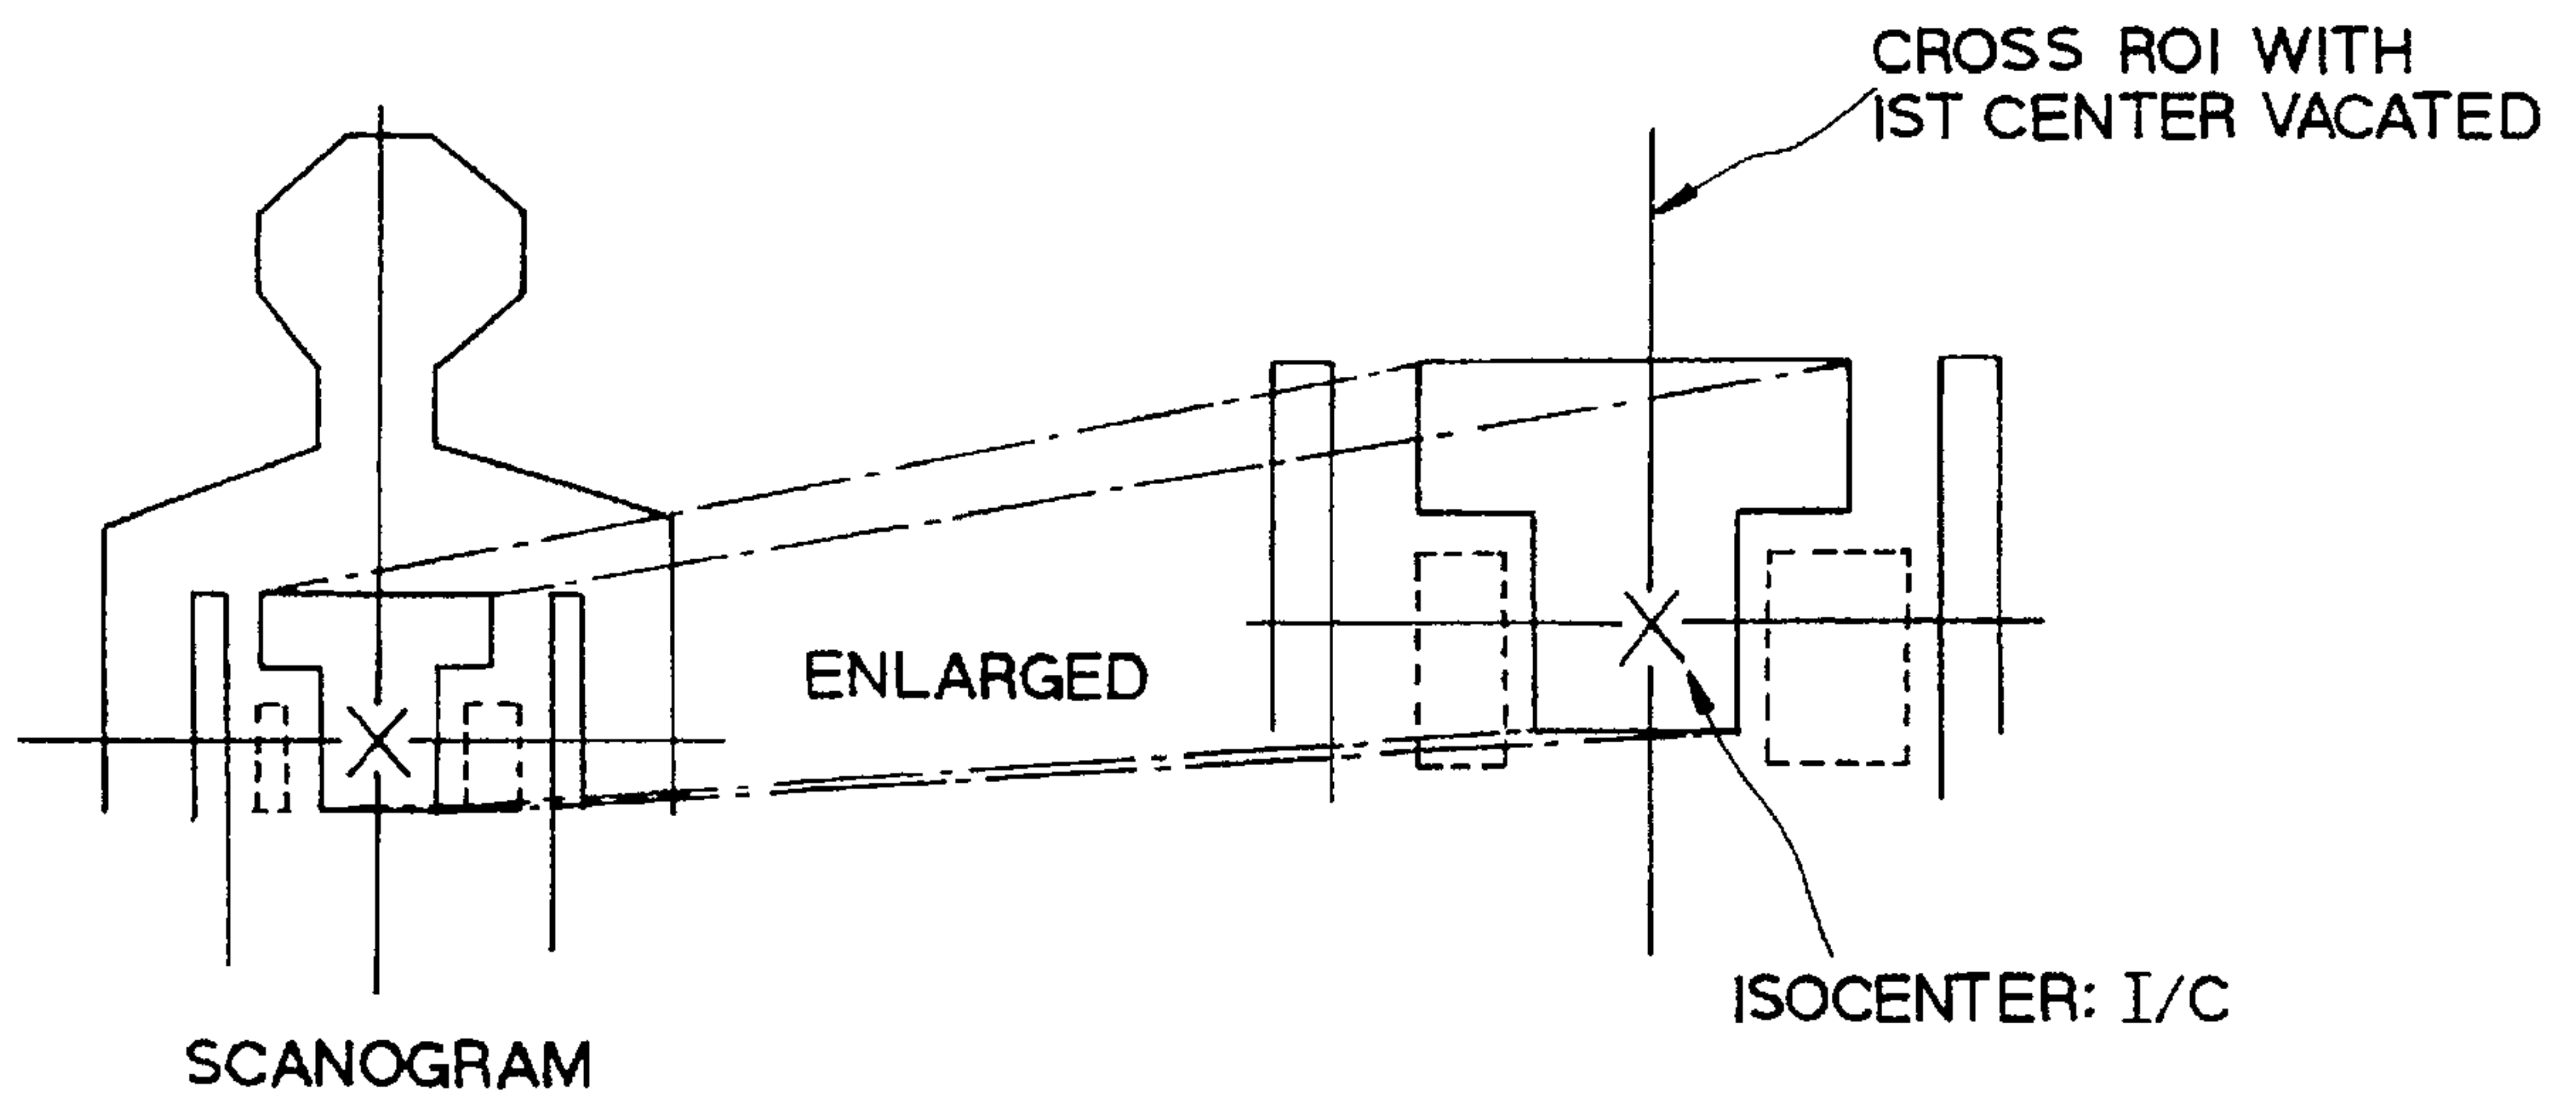 CROSS ROI WITH
IST CENTER VACATED
ENLARGED
ISOCENTER: I/C
SCANOGRAM